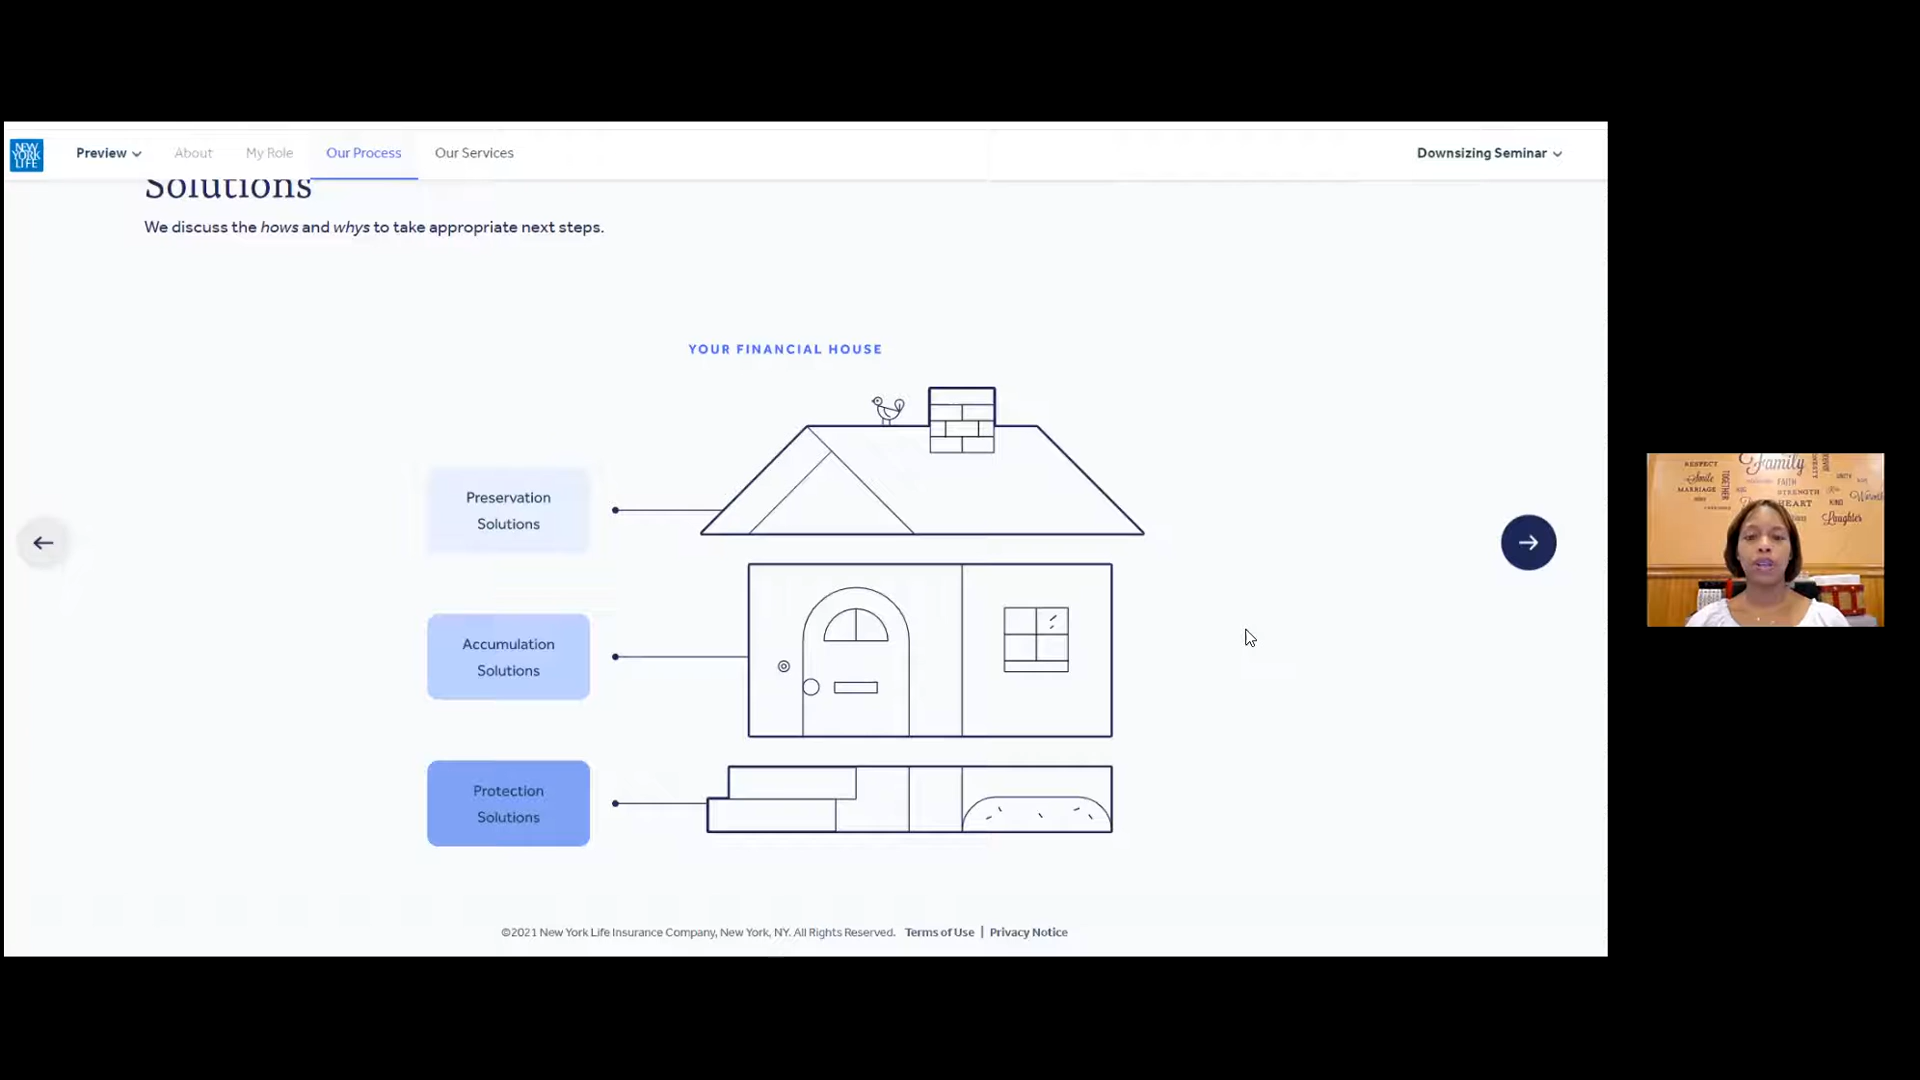 NEW
YORK
LIFE
Preview
About
My Role
Our Process
Our Services
Downsizing Seminar
Solutions
We discuss the hows and whys to take appropriate next steps.
YOUR FINANCIAL HOUSE
Preservation
Solutions
Accumulation
Solutions
Protection
Solutions
©2021 New York Life Insurance Company, New York, NY. All Rights Reserved. Terms of Use | Privacy Notice
Family
RESPECT
Smile
MARRIAGE
TOGETHER
FAITH
STRENGTH
HEART
KIND
Laughter